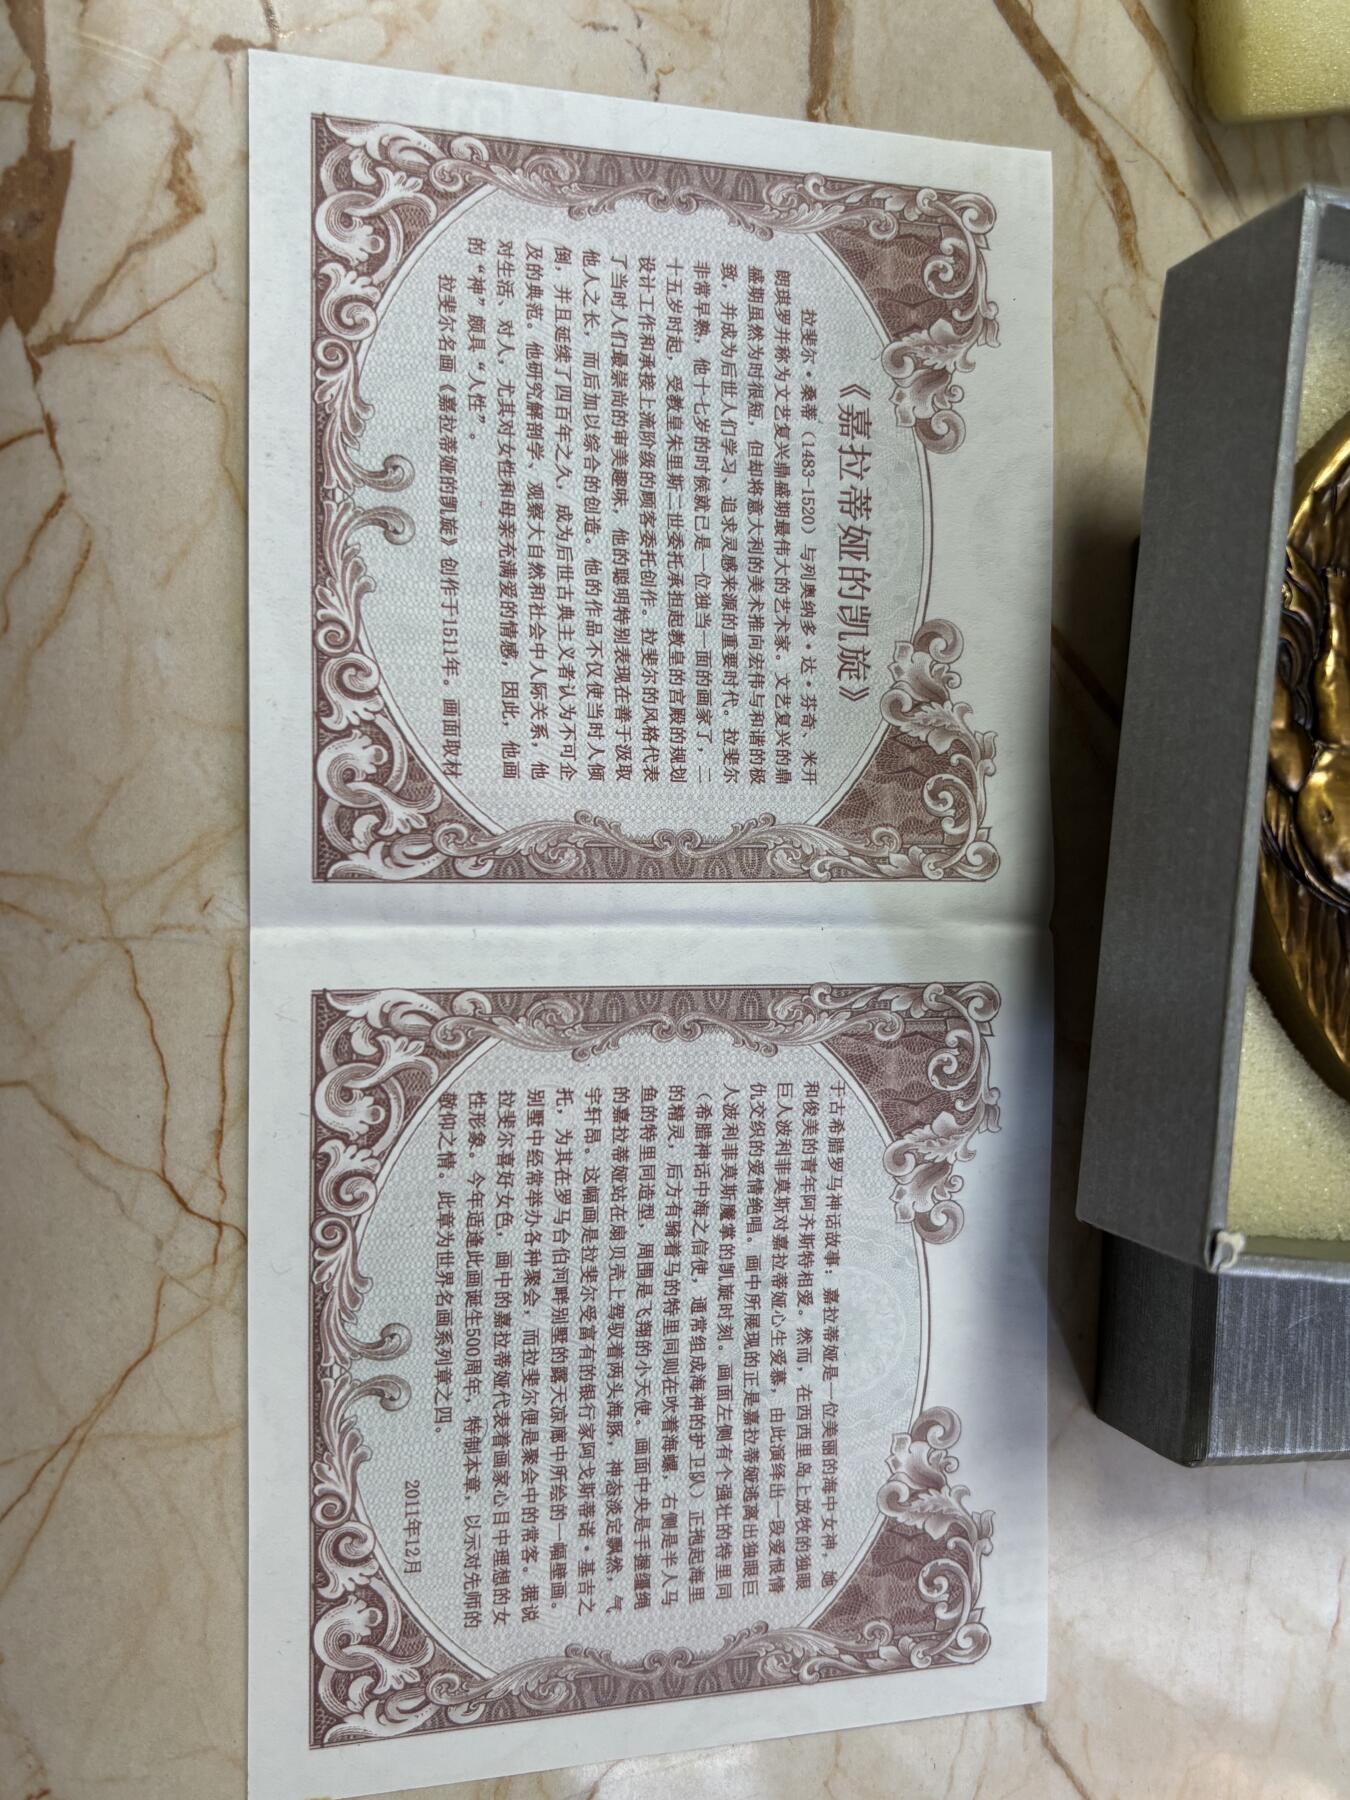 《嘉拉蒂娅的凯旋》
拉斐尔·桑蒂（1483-1520）与列奥纳多·达·芬奇、米开
朗琪罗并称为文艺复兴鼎盛期最伟大的艺术家。文艺复兴的鼎
盛期虽然为时很短，但却将意大利的美术推向宏伟与和谐的极
致，并成为后世人们学习、追求灵感来源的重要时代。拉斐尔
非常早熟，他十七岁的时候就已是一位独当一面的画家了，二
十五岁时起，受教皇朱里斯二世委托承担起教皇的宫殿的规划
设计工作和承接上流阶级的顾客委托创作。拉斐尔的风格代表
了当时人们最崇尚的审美趣味，他的聪明特别表现在善于汲取
他人之长，而后加以综合的创造。他的作品不仅使当时人倾
倒，并且延续了四百年之久，成为后世古典主义者认为不可企
及的典范。他研究解剖学、观察大自然和社会中人际关系，他
对生活、对人，尤其对女性和母亲充满爱的情感，因此，他画
的“神”颇具“人性”。
拉斐尔名画《嘉拉蒂娅的凯旋》创作于1511年。画面取材
于古希腊罗马神话故事：嘉拉蒂娅是一位美丽的海中女神，她
和俊美的青年阿齐斯特相爱。然而，在西西里岛上放牧的独眼
巨人波利非莫斯对嘉拉蒂娅心生爱慕，由此演绎出一段爱恨情
仇交织的爱情绝唱。画中所展现的正是嘉拉蒂娅逃离出独眼巨
人波利非莫斯魔掌的凯旋时刻。画面左侧有个强壮的特里同
（希腊神话中海之信使，通常组成海神的护卫队）正抱起海里
的精灵，后方有骑着马的特里同则在吹着海螺，右侧是半人马
鱼的特里同造型，周围是飞翔的小天使。画面中央是手握缰绳
的嘉拉蒂娅站在扇贝壳上驾驭着两头海豚，神态淡定飘然，气
宇轩昂。这幅画是拉斐尔受富有的银行家阿戈斯蒂诺·基吉之
托，为其在罗马台伯河畔别墅的露天凉廊中所绘的一幅壁画。
别墅中经常举办各种聚会，而拉斐尔便是聚会中的常客。据说
拉斐尔喜好女色，画中的嘉拉蒂娅代表着画家心目中理想的女
性形象。今年适逢此画诞生500周年，特制本章，以示对先师的
敬仰之情。此章为世界名画系列章之四。
2011年12月